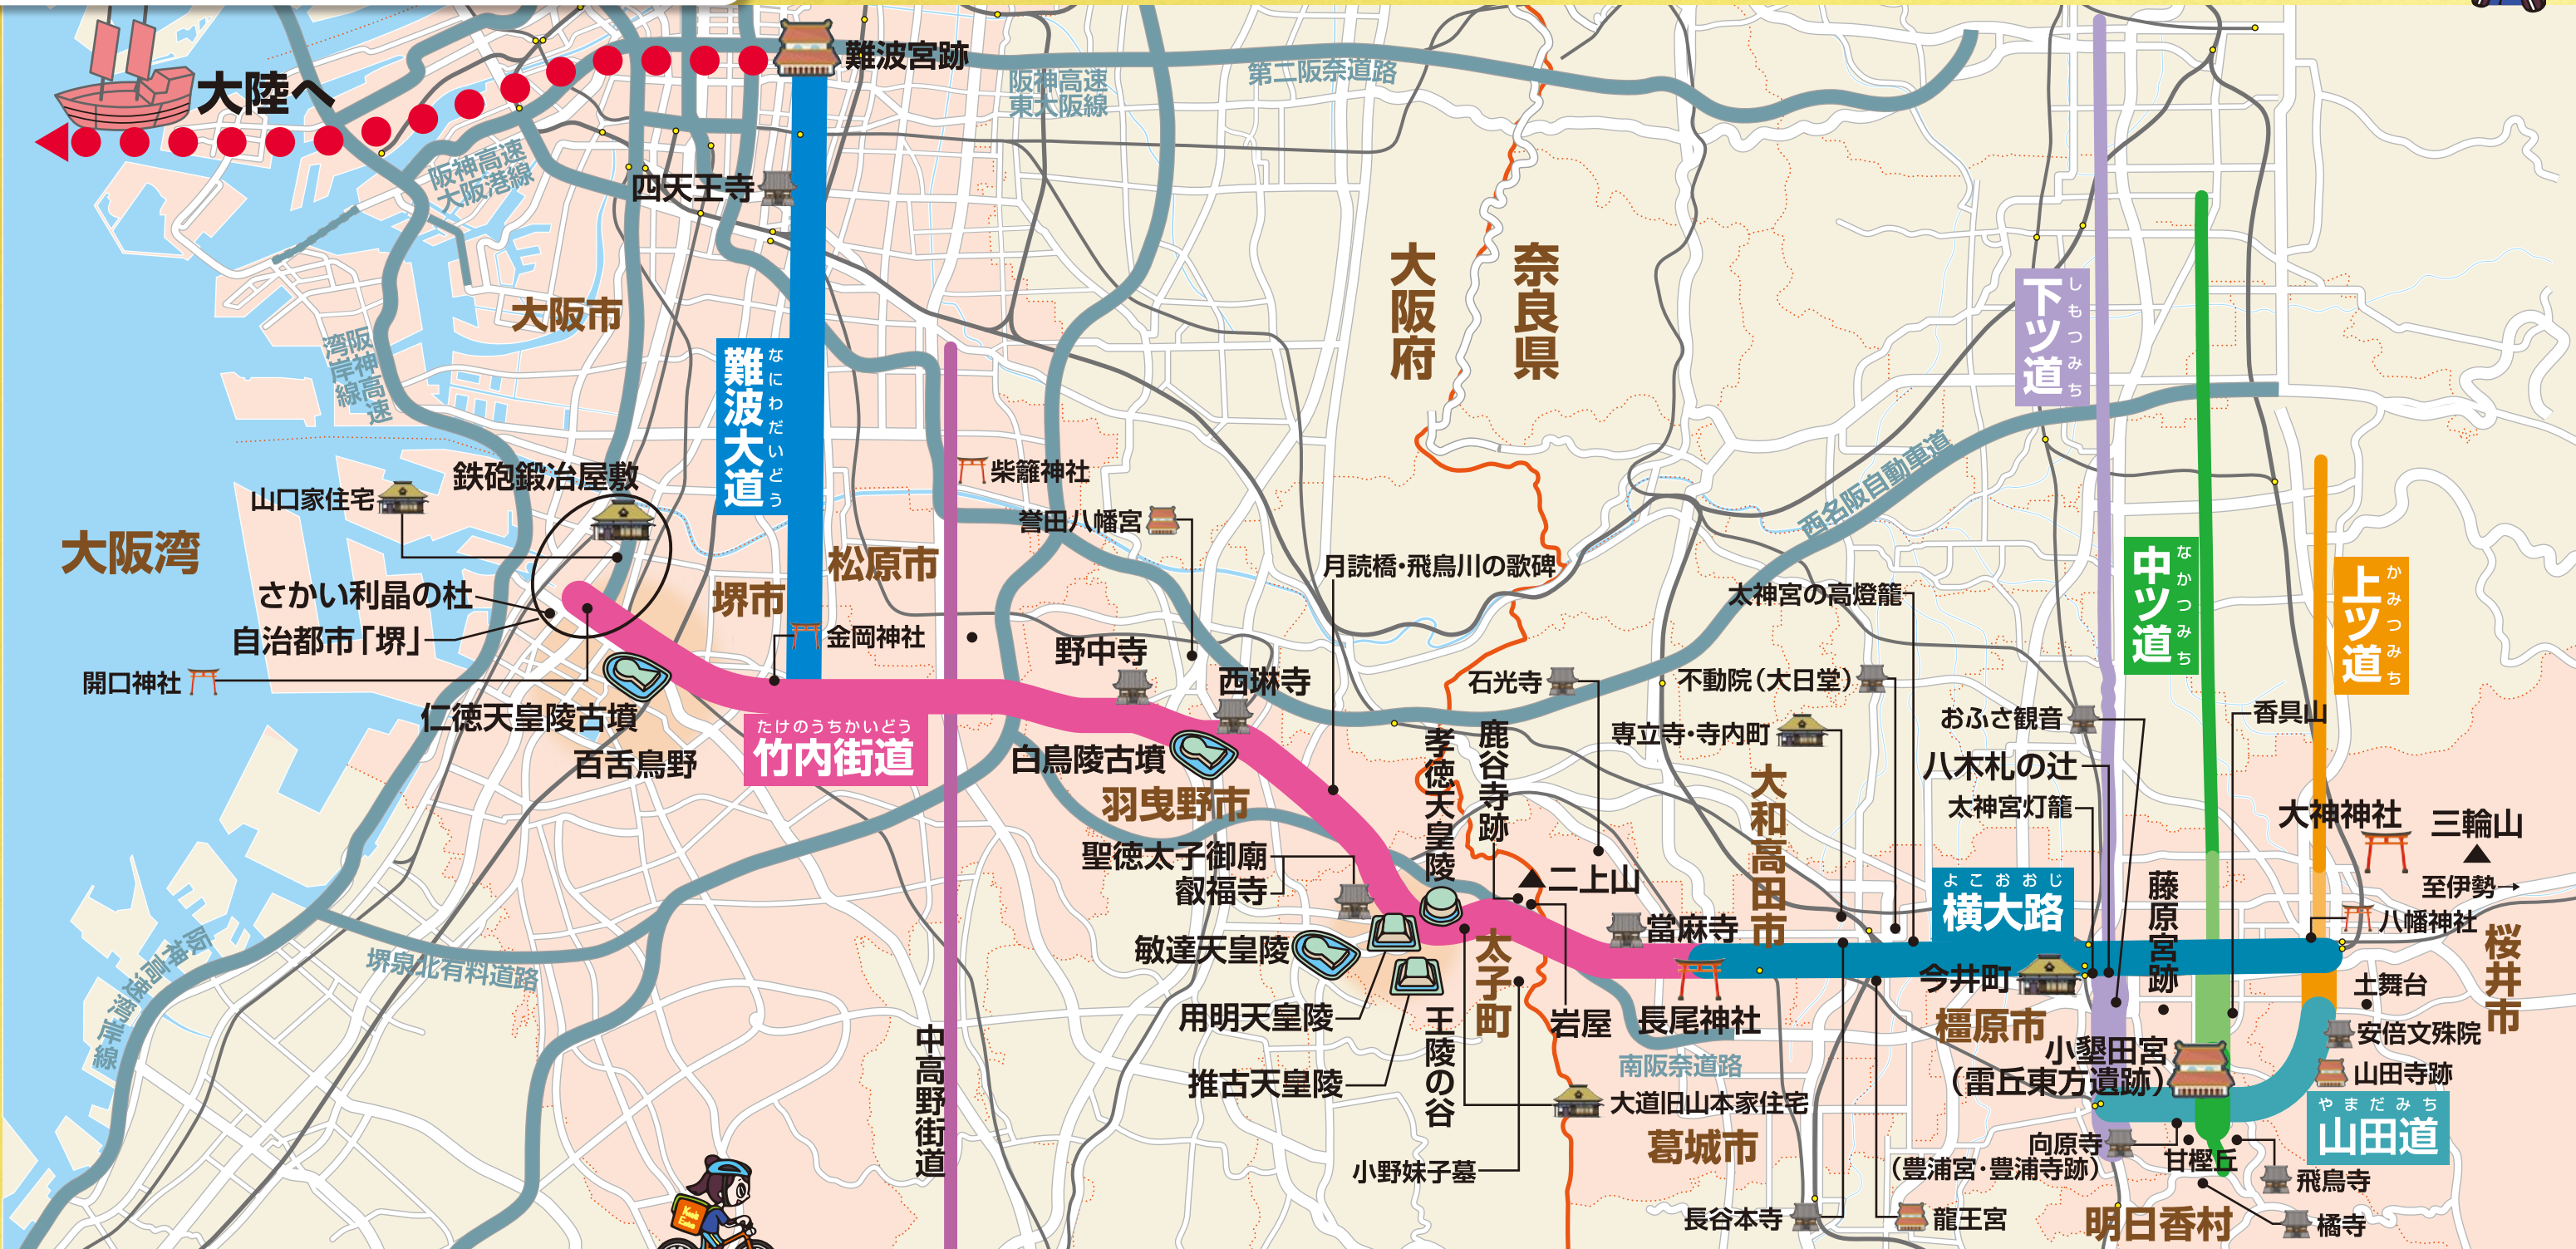 大陸へ
難波宮跡
阪神高速
東大阪線
第二阪奈道路
阪神高速
大阪港線
四天王寺
大阪市
阪神高速
湾岸線
難波大道
なにわだいどう
大阪府
奈良県
下ツ道
しもつみち
中ツ道
なかつみち
上ツ道
かみつみち
西名阪自動車道
柴籬神社
誉田八幡宮
鉄砲鍛冶屋敷
山口家住宅
大阪湾
さかい利晶の杜
自治都市「堺」
開口神社
堺市
松原市
金岡神社
仁徳天皇陵古墳
百舌鳥野
たけのうちかいどう
竹内街道
野中寺
西琳寺
白鳥陵古墳
羽曳野市
月読橋・飛鳥川の歌碑
太神宮の高燈籠
石光寺
不動院(大日堂)
専立寺・寺内町
おふさ観音
香具山
八木札の辻
太神宮灯籠
孝徳天皇陵
鹿谷寺跡
大和高田市
聖徳太子御廟
叡福寺
二上山
當麻寺
よこおおじ
横大路
藤原宮跡
大神神社
三輪山
至伊勢→
八幡神社
桜井市
敏達天皇陵
用明天皇陵
推古天皇陵
王陵の谷
太子町
岩屋
長尾神社
今井町
橿原市
土舞台
安倍文殊院
山田寺跡
やまだみち
山田道
小墾田宮
(雷丘東方遺跡)
南阪奈道路
大道旧山本家住宅
葛城市
小野妹子墓
向原寺
(豊浦宮・豊浦寺跡)
甘樫丘
飛鳥寺
橘寺
明日香村
長谷本寺
龍王宮
中高野街道
堺泉北有料道路
阪神高速湾岸線